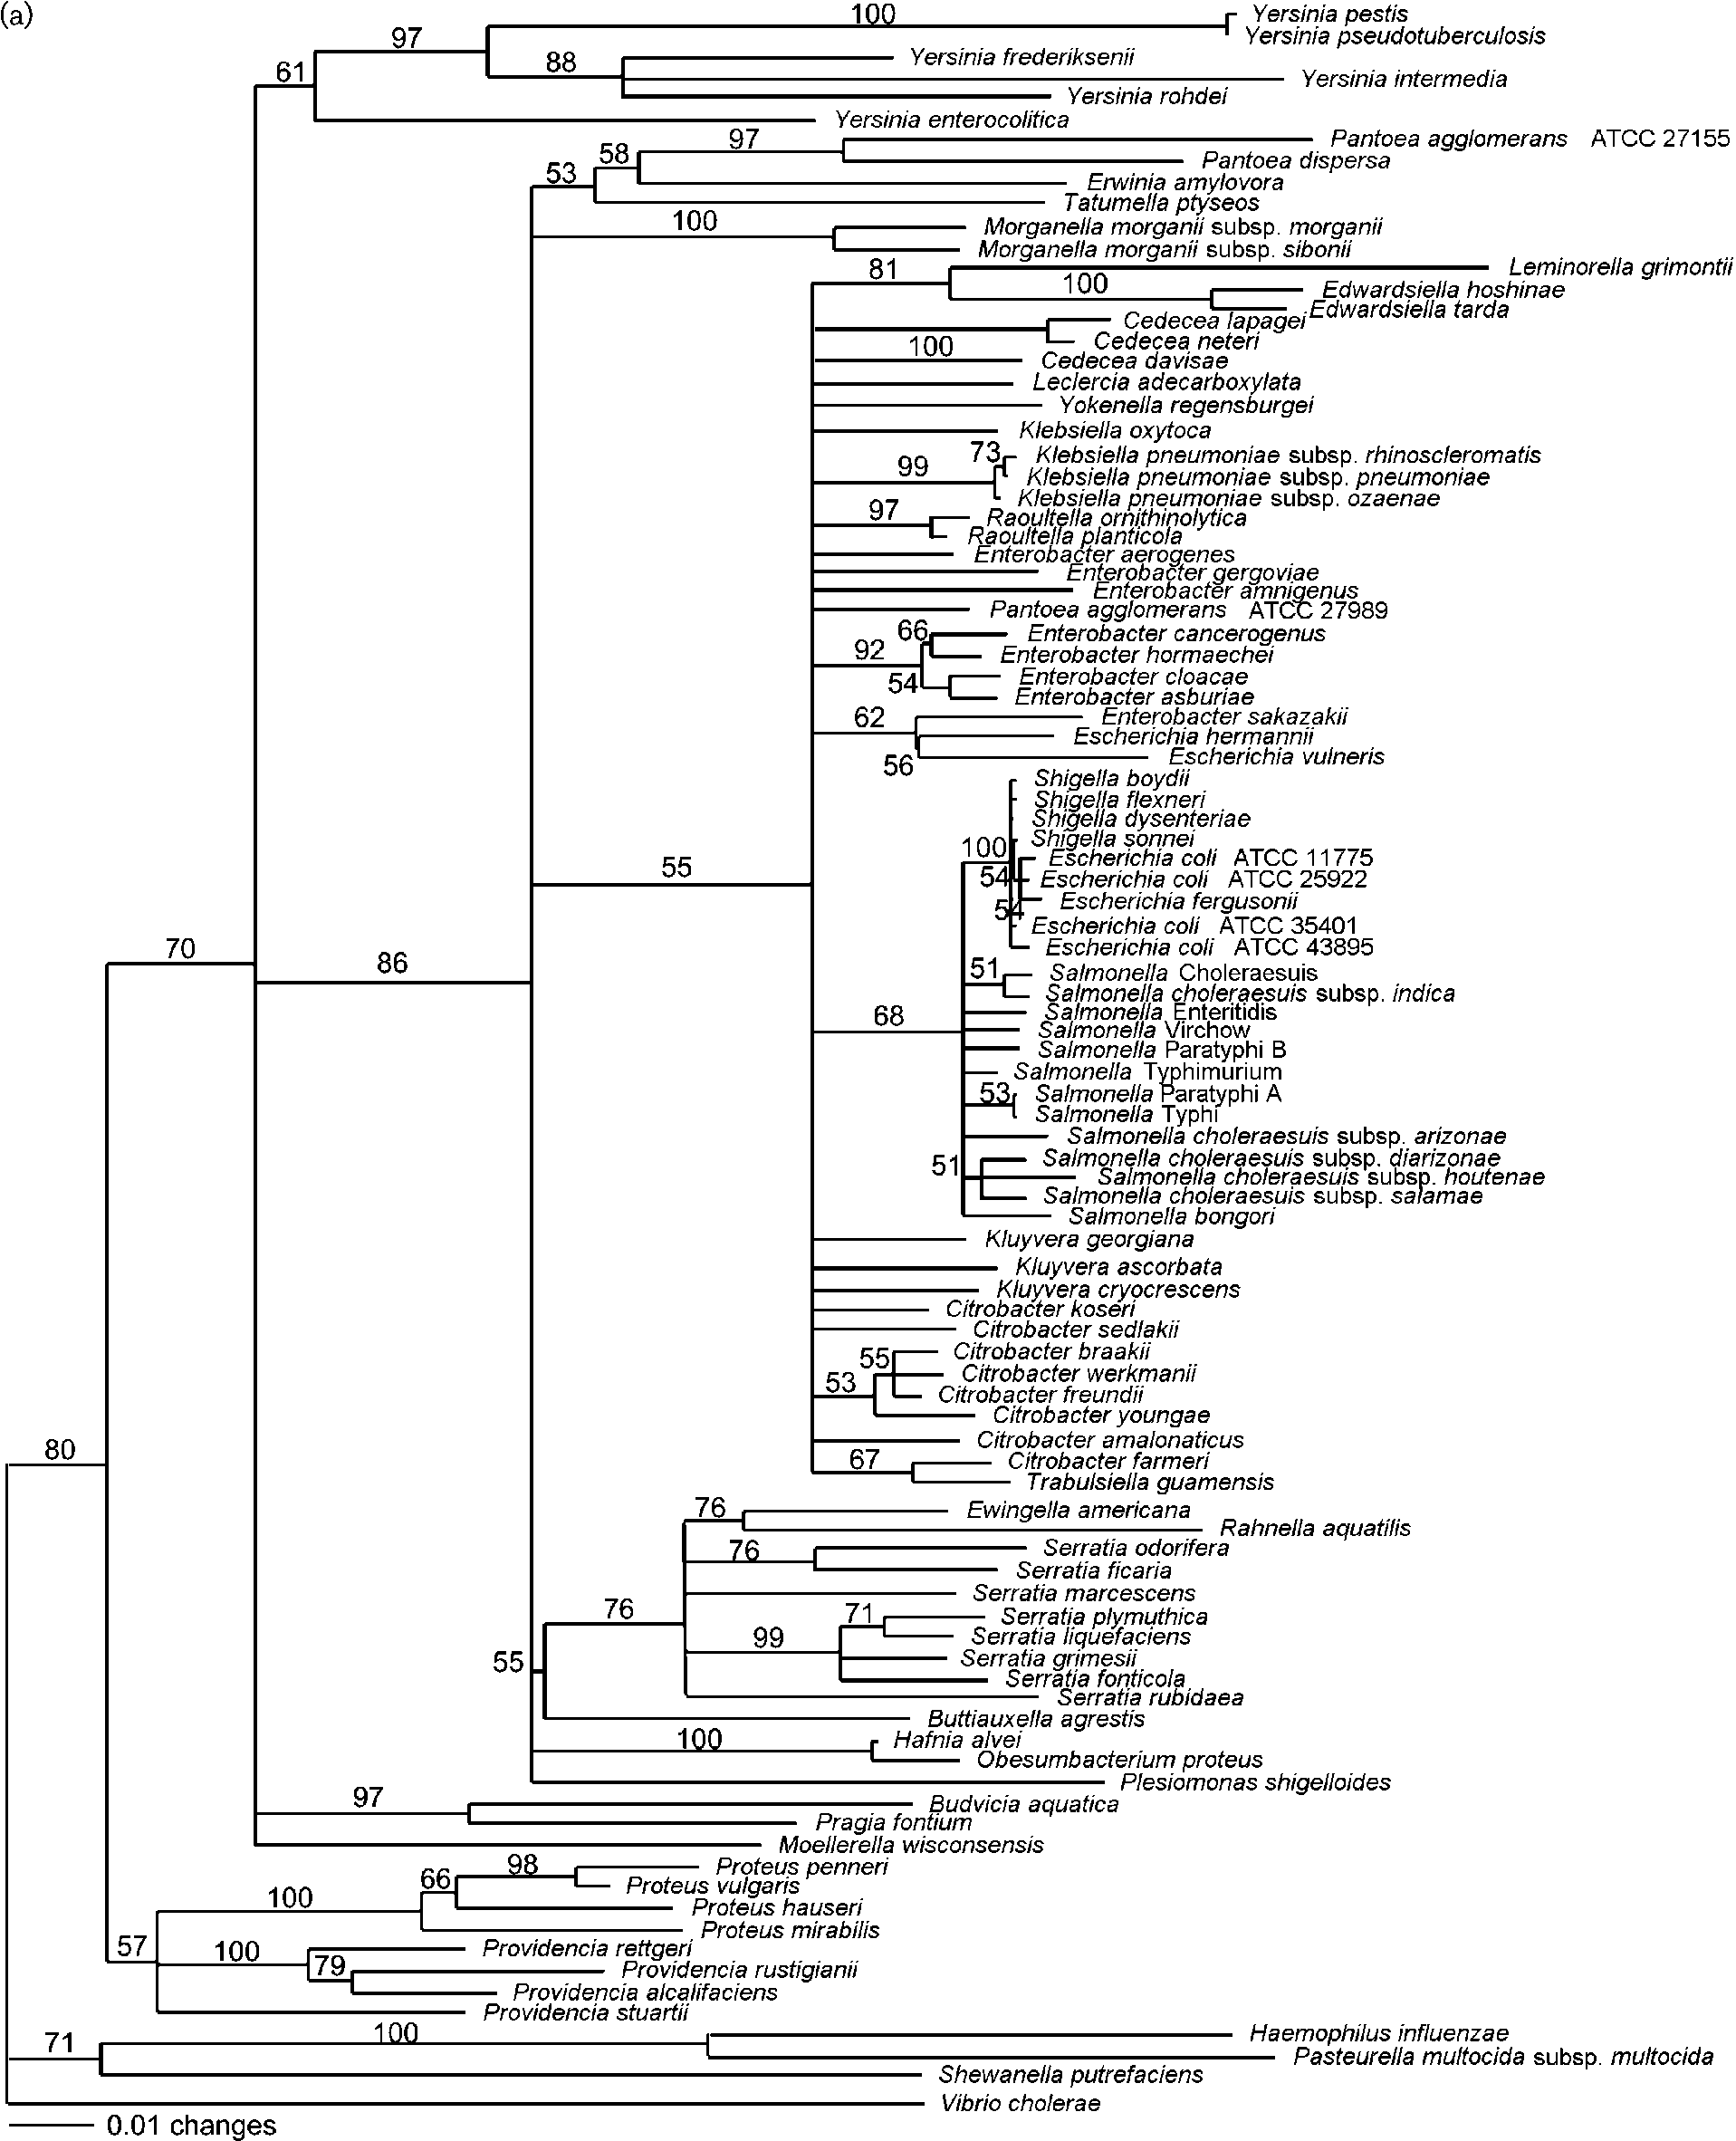 (a)
100
Yersinia pestis
Yersinia pseudotuberculosis
97
88
Yersinia frederiksenii
61
Yersinia intermedia
Yersinia rohdei
Yersinia enterocolitica
97
Pantoea agglomerans ATCC 27155
58
Pantoea dispersa
53
Erwinia amylovora
Tatumella ptyseos
100
Morganella morganii subsp. morganii
Morganella morganii subsp. sibonii
81
Leminorella grimontii
100
Edwardsiella hoshinae
Edwardsiella tarda
Cedecea lapagei
Cedecea neteri
100
Cedecea davisae
Leclercia adecarboxylata
Yokenella regensburgei
Klebsiella oxytoca
73
Klebsiella pneumoniae subsp. rhinoscleromatis
99
Klebsiella pneumoniae subsp. pneumoniae
Klebsiella pneumoniae subsp. ozaenae
97
Raoultella ornithinolytica
Raoultella planticola
Enterobacter aerogenes
Enterobacter gergoviae
Enterobacter amnigenus
Pantoea agglomerans ATCC 27989
66
Enterobacter cancerogenus
92
Enterobacter hormaechei
54
Enterobacter cloacae
Enterobacter asburiae
62
Enterobacter sakazakii
Escherichia hermannii
56
Escherichia vulneris
Shigella boydii
Shigella flexneri
Shigella dysenteriae
Shigella sonnei
100
Escherichia coli ATCC 11775
54
Escherichia coli ATCC 25922
54
Escherichia fergusonii
55
Escherichia coli ATCC 35401
Escherichia coli ATCC 43895
70
86
51
Salmonella Choleraesuis
Salmonella choleraesuis subsp. indica
68
Salmonella Enteritidis
Salmonella Virchow
Salmonella Paratyphi B
Salmonella Typhimurium
53
Salmonella Paratyphi A
Salmonella Typhi
Salmonella choleraesuis subsp. arizonae
51
Salmonella choleraesuis subsp. diarizonae
Salmonella choleraesuis subsp. houtenae
Salmonella choleraesuis subsp. salamae
Salmonella bongori
Kluyvera georgiana
Kluyvera ascorbata
Kluyvera cryocrescens
Citrobacter koseri
Citrobacter sedlakii
55
Citrobacter braakii
53
Citrobacter werkmanii
Citrobacter freundii
Citrobacter youngae
80
Citrobacter amalonaticus
67
Citrobacter farmeri
Trabulsiella guamensis
76
Ewingella americana
Rahnella aquatilis
76
Serratia odorifera
Serratia ficaria
76
Serratia marcescens
71
Serratia plymuthica
99
Serratia liquefaciens
55
Serratia grimesii
Serratia fonticola
Serratia rubidaea
Buttiauxella agrestis
100
Hafnia alvei
Obesumbacterium proteus
Plesiomonas shigelloides
97
Budvicia aquatica
Pragia fontium
Moellerella wisconsensis
98
Proteus penneri
66
Proteus vulgaris
100
Proteus hauseri
Proteus mirabilis
57
100
Providencia rettgeri
79
Providencia rustigianii
Providencia alcalifaciens
Providencia stuartii
71
100
Haemophilus influenzae
Pasteurella multocida subsp. multocida
Shewanella putrefaciens
Vibrio cholerae
0.01 changes